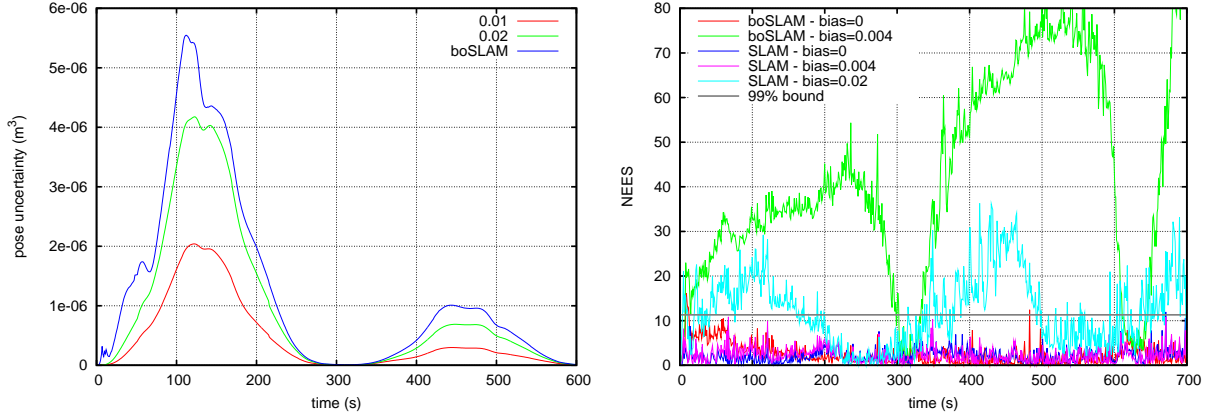 0.01
0.02
boSLAM
6e-06
5e-06
4e-06
3e-06
2e-06
1e-06
0
pose uncertainty (m³)
0 100 200 300 400 500 600
time (s)
boSLAM - bias=0
boSLAM - bias=0.004
SLAM - bias=0
SLAM - bias=0.004
SLAM - bias=0.02
99% bound
80
70
60
50
40
30
20
10
0
NEES
0 100 200 300 400 500 600 700
time (s)